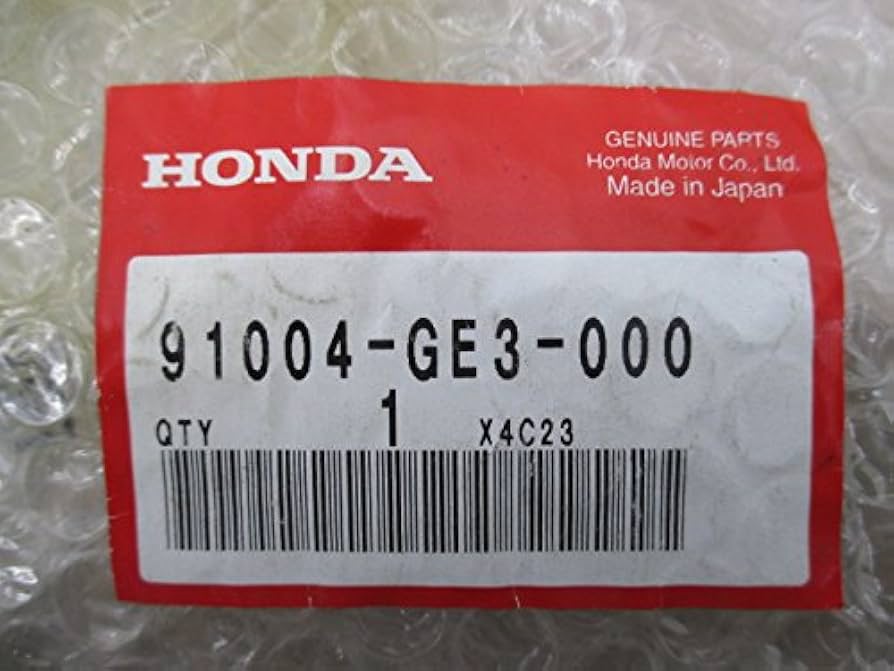 HONDA
GENUINE PARTS
Honda Motor Co., Ltd.
Made in Japan
91004-GE3-000
QTY 1 X4C23